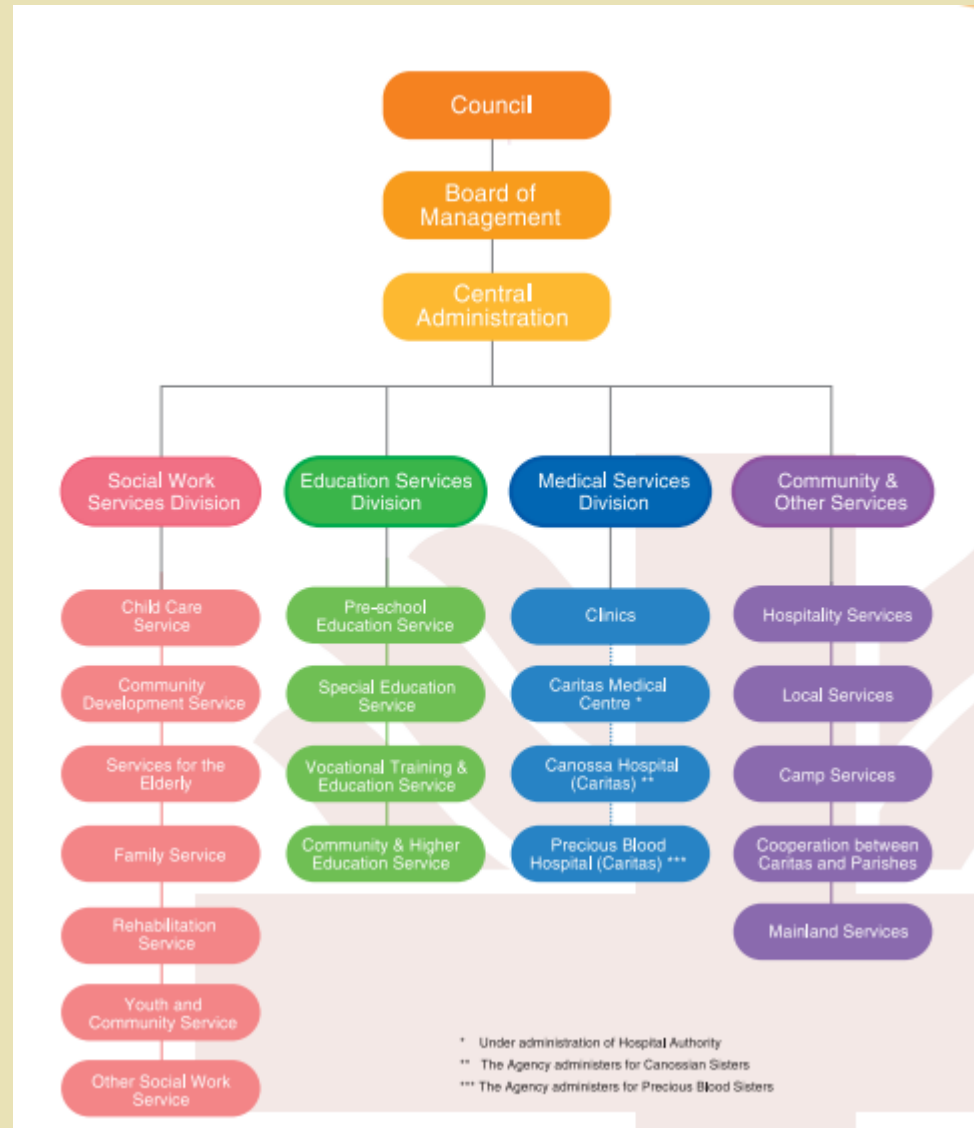 Council
Board of
Management
Central
Administration
Social Work
Services Division
Education Services
Division
Medical Services
Division
Community &
Other Services
Child Care
Service
Community
Development Service
Services for the
Elderly
Family Service
Rehabilitation
Service
Youth and
Community Service
Other Social Work
Service
Pre-school
Education Service
Special Education
Service
Vocational Training &
Education Service
Community & Higher
Education Service
Clinics
Caritas Medical
Centre *
Canossa Hospital
(Caritas) **
Precious Blood
Hospital (Caritas) ***
Hospitality Services
Local Services
Camp Services
Cooperation between
Caritas and Parishes
Mainland Services
* Under administration of Hospital Authority
** The Agency administers for Canossian Sisters
*** The Agency administers for Precious Blood Sisters